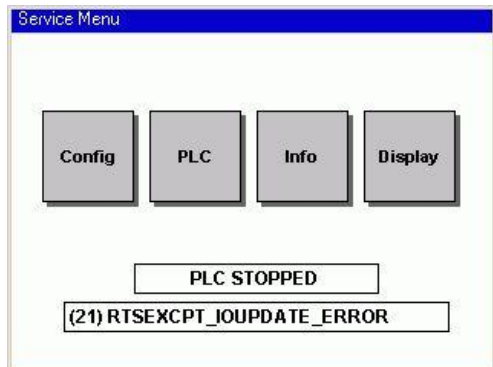 Service Menu
Config PLC Info Display
PLC STOPPED
(21) RTSEXCPT_IOUPDATE_ERROR